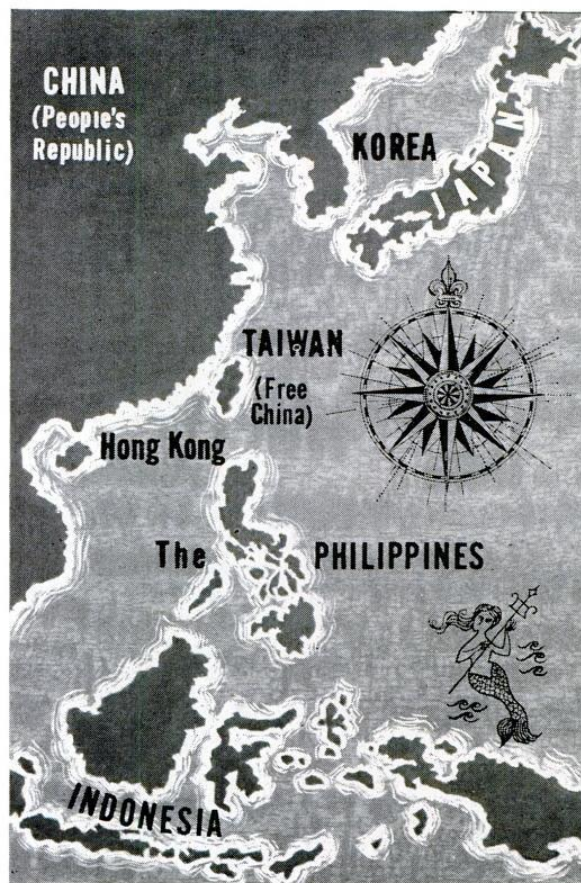 CHINA
(People's
Republic)
KOREA
JAPAN
TAIWAN
(Free
China)
Hong Kong
The PHILIPPINES
INDONESIA